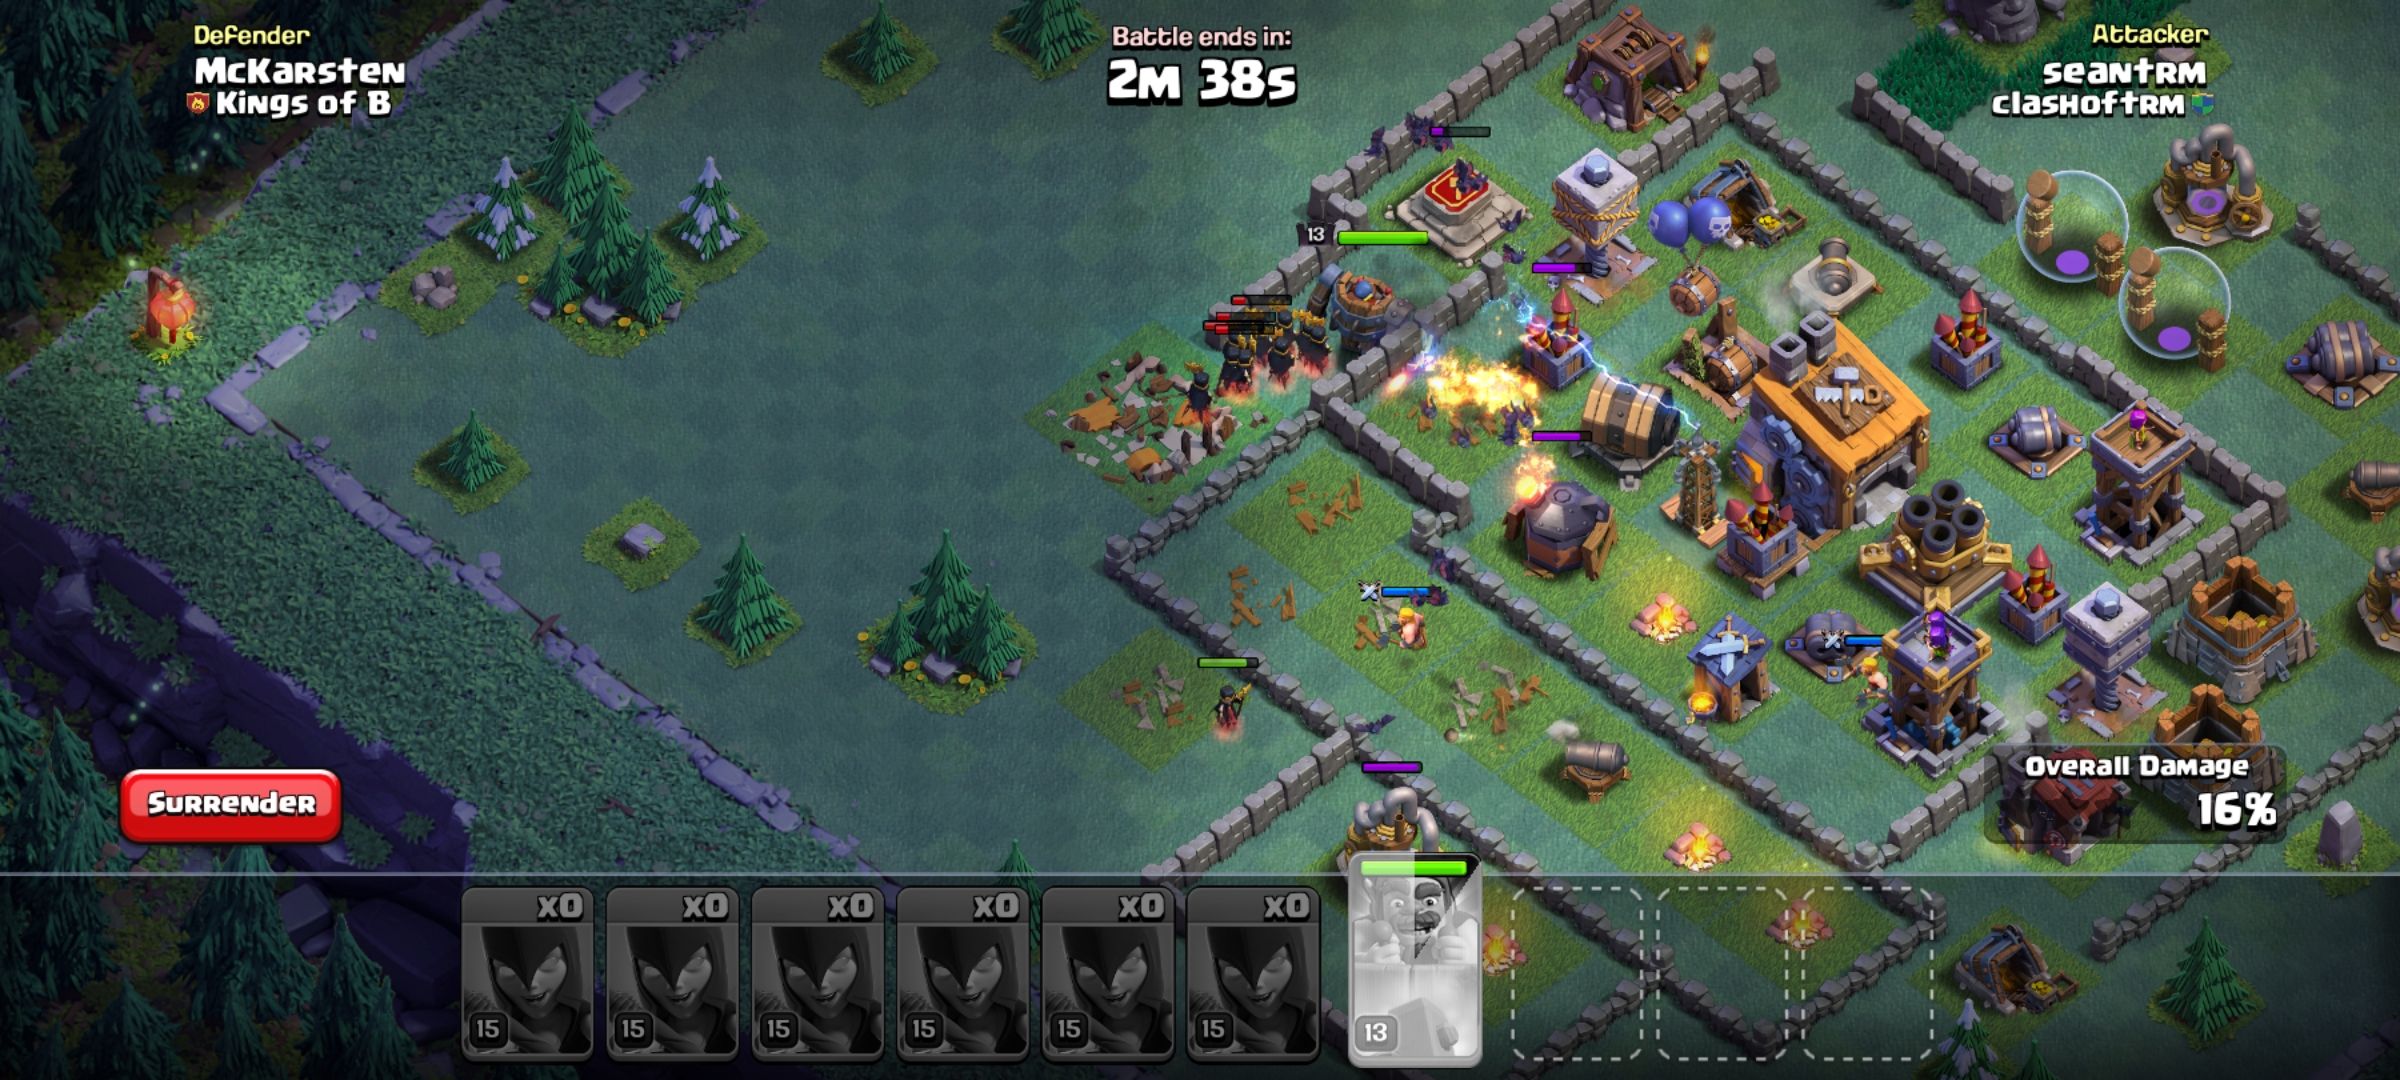 Defender
McKarsten
Kings of B
Battle ends in:
2M 38s
Attacker
seantRM
clashoftRM
13
Surrender
Overall Damage
16%
x0
x0
x0
x0
x0
x0
15
15
15
15
15
15
13